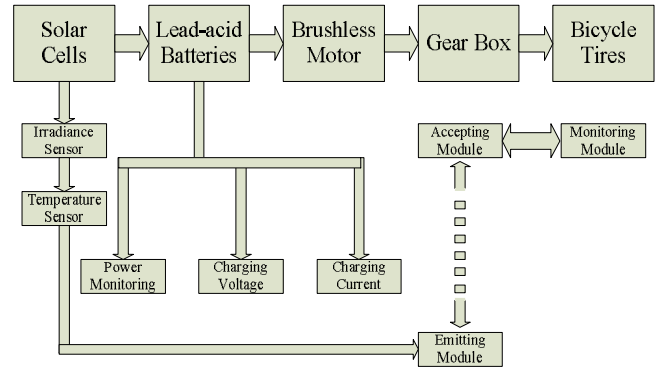 Solar
Cells
Lead-acid
Batteries
Brushless
Motor
Gear Box
Bicycle
Tires
Irradiance
Sensor
Accepting
Module
Monitoring
Module
Temperature
Sensor
Power
Monitoring
Charging
Voltage
Charging
Current
Emitting
Module